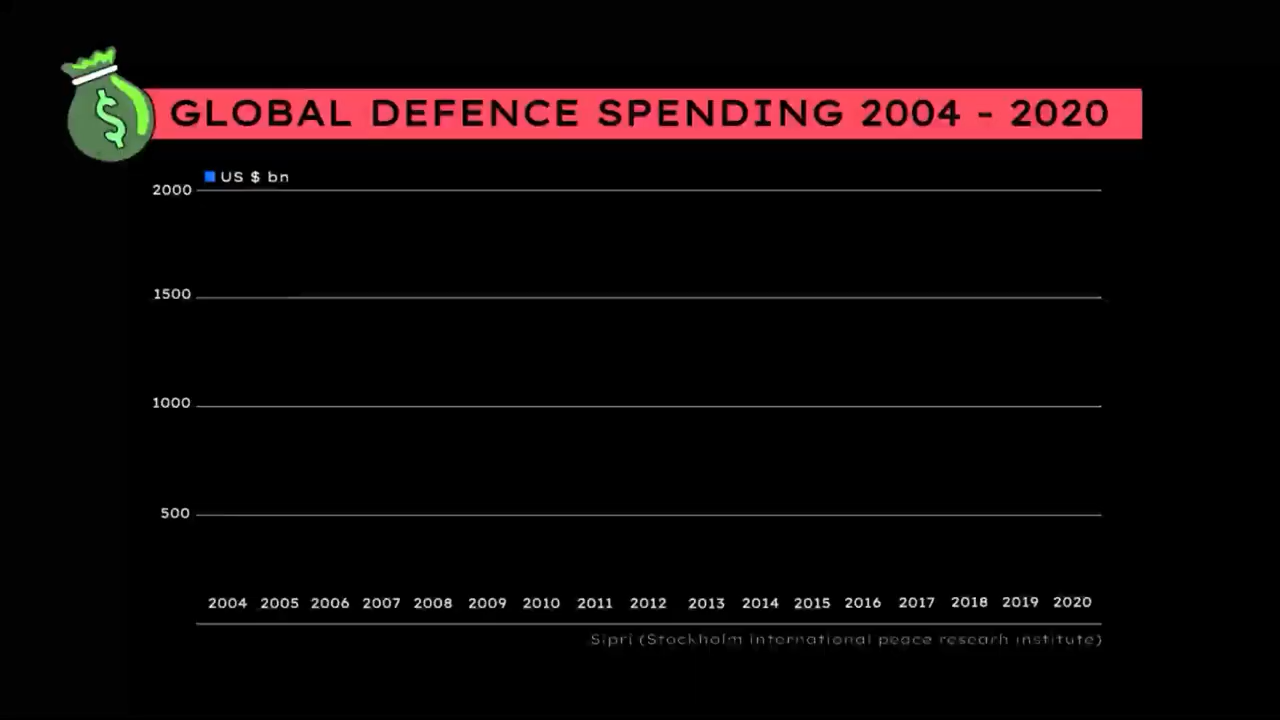 $
GLOBAL DEFENCE SPENDING 2004 - 2020
US $ bn
2000
1500
1000
500
2004 2005 2006 2007 2008 2009 2010 2011 2012 2013 2014 2015 2016 2017 2018 2019 2020
Sipri (Stockholm international peace researh institute)